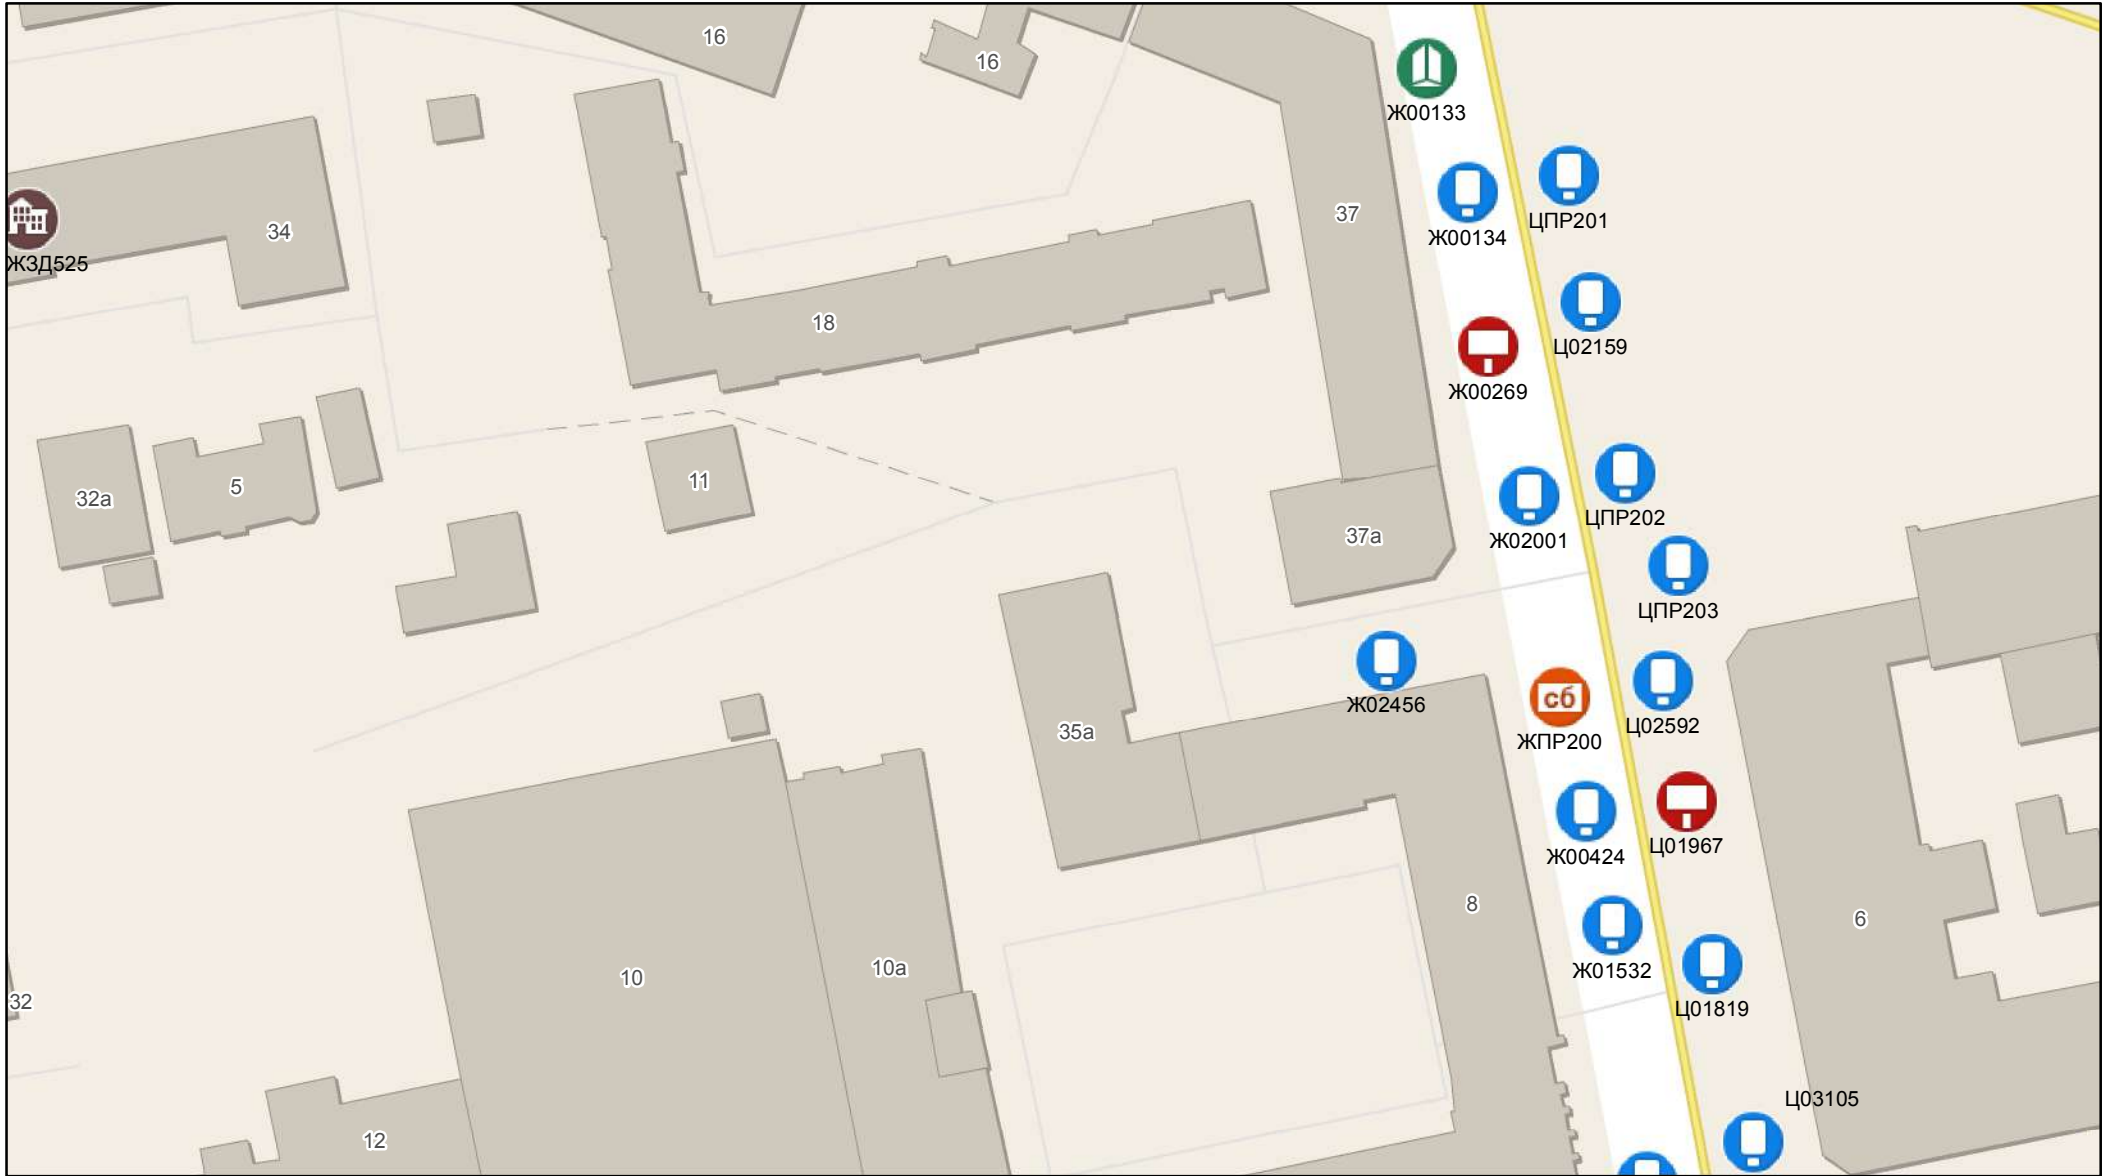 16
16
Ж00133
34
37
Ж00134
ЦПР201
ЖЗД525
18
Ж00269
Ц02159
32а
5
11
37а
Ж02001
ЦПР202
ЦПР203
35а
Ж02456
сб
ЖПР200
Ц02592
Ж00424
Ц01967
8
6
10
10а
Ж01532
32
Ц01819
Ц03105
12